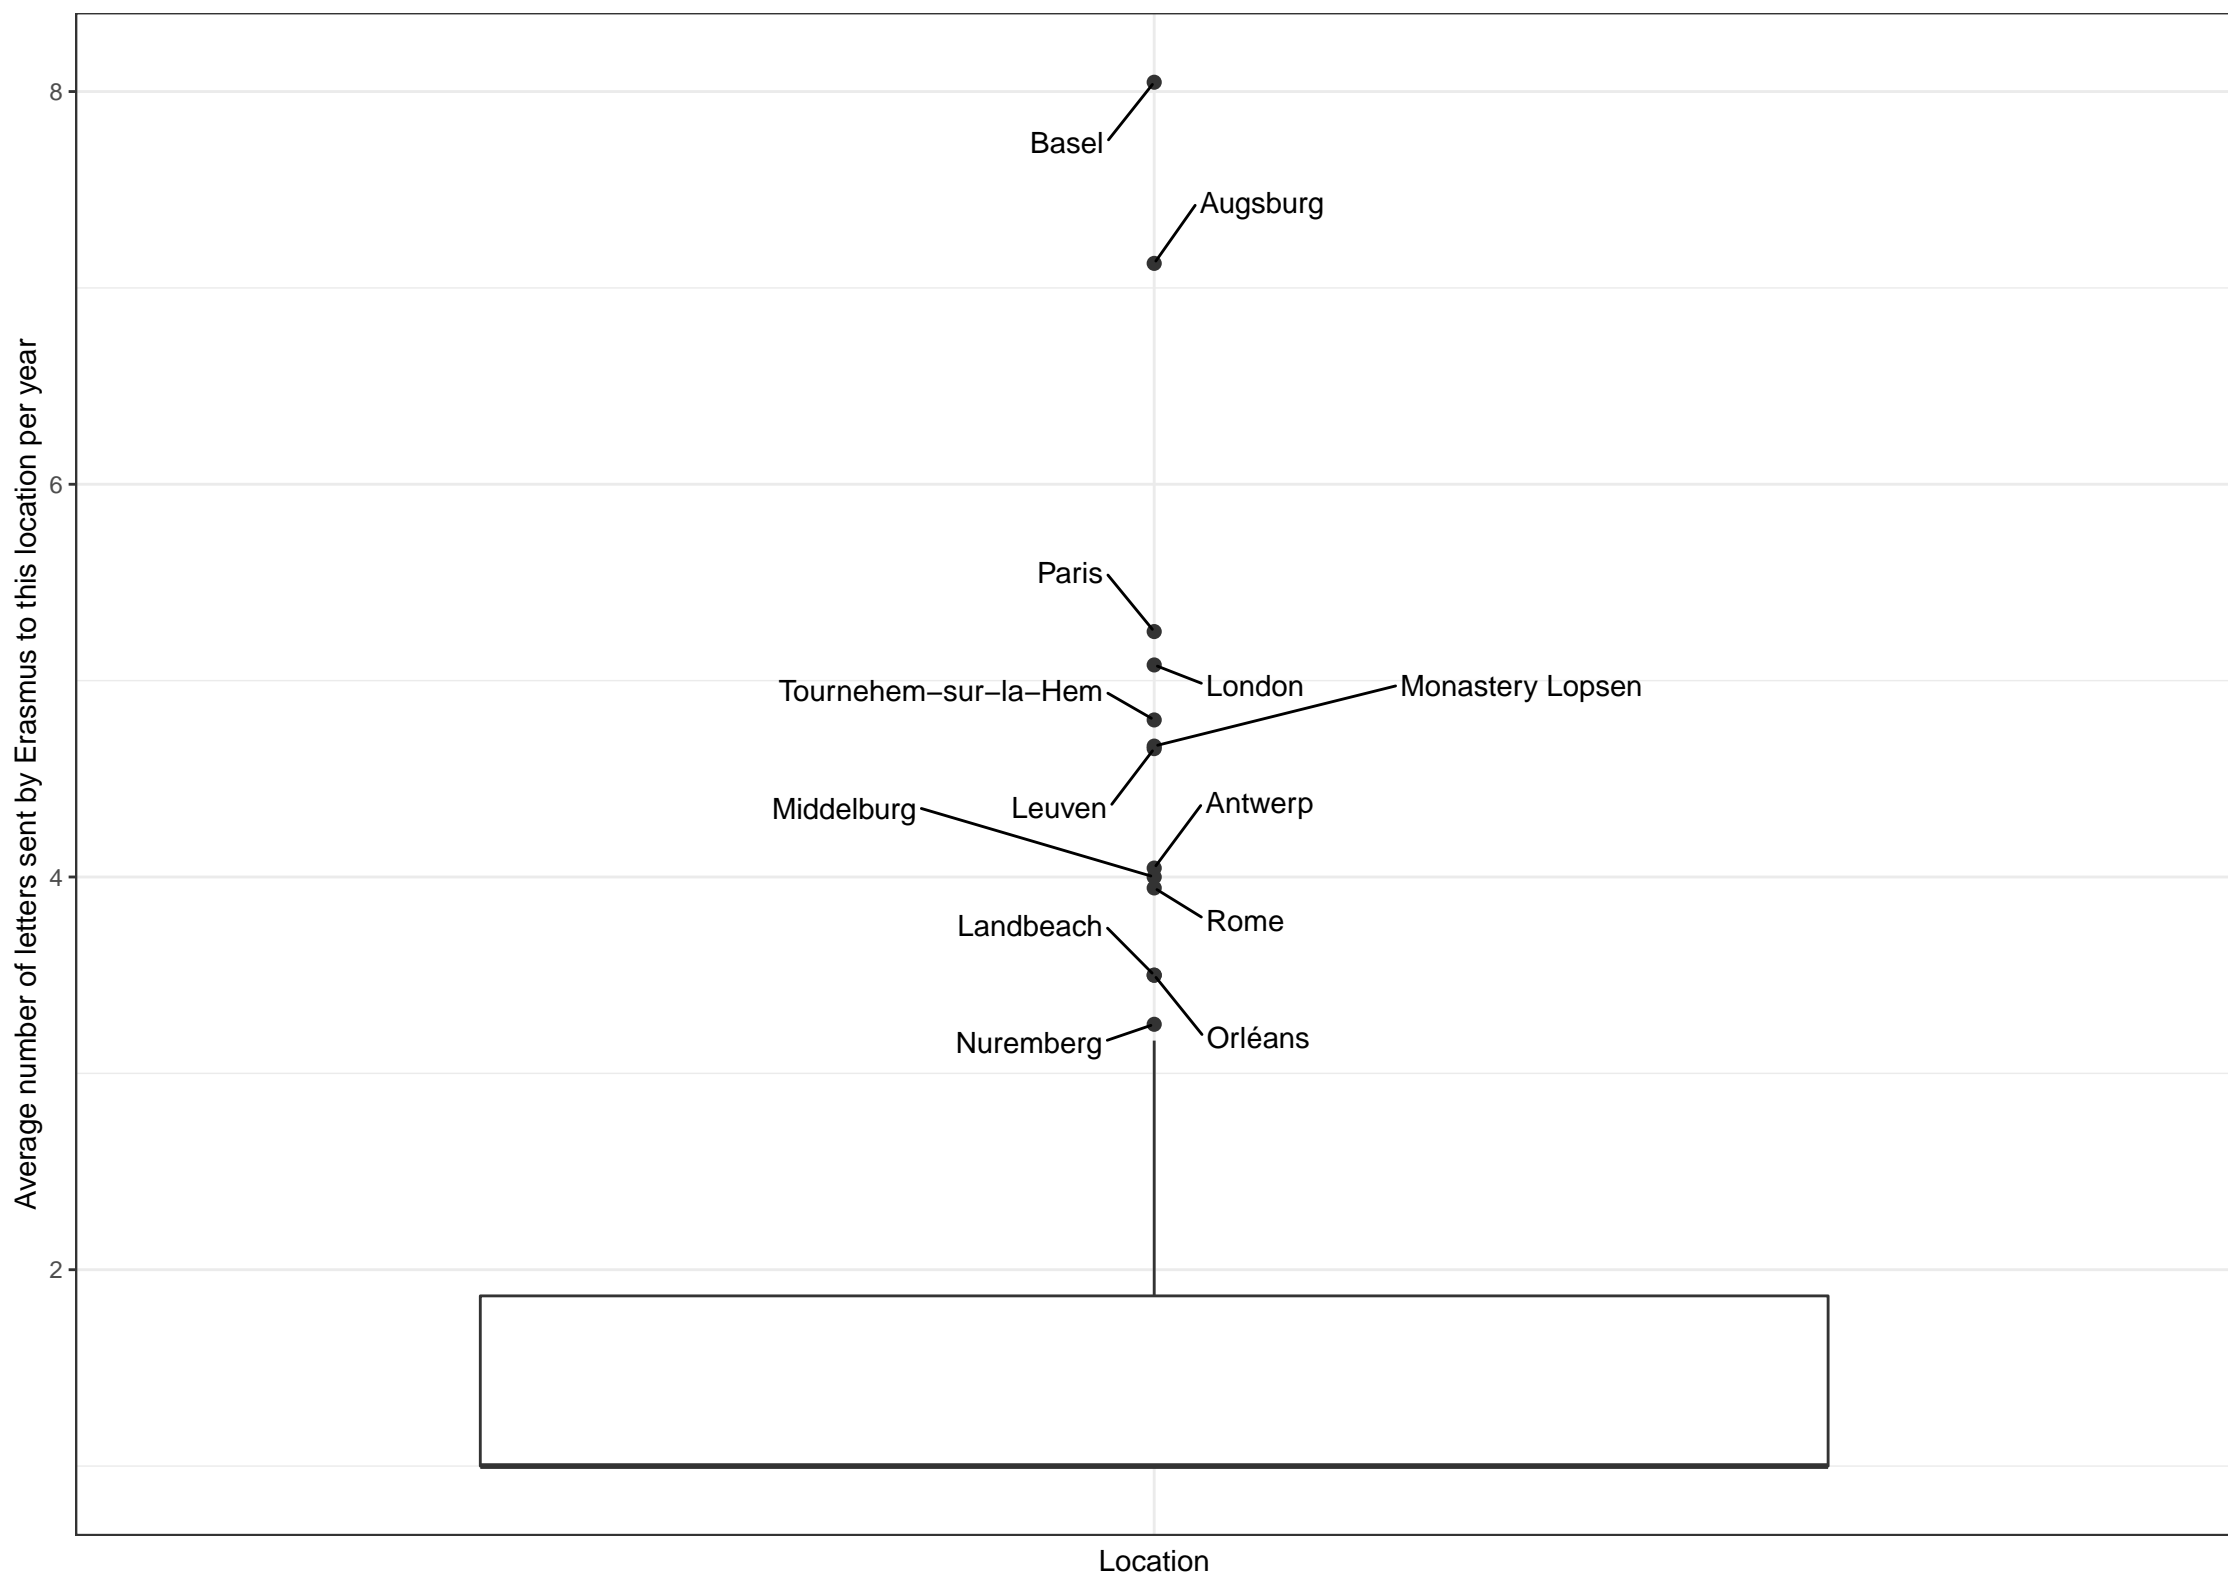 Average number of letters sent by Erasmus to this location per year
8
6
4
2
Basel
Augsburg
Paris
London
Tournehem−sur−la−Hem
Monastery Lopsen
Middelburg
Leuven
Antwerp
Landbeach
Rome
Nuremberg
Orléans
Location